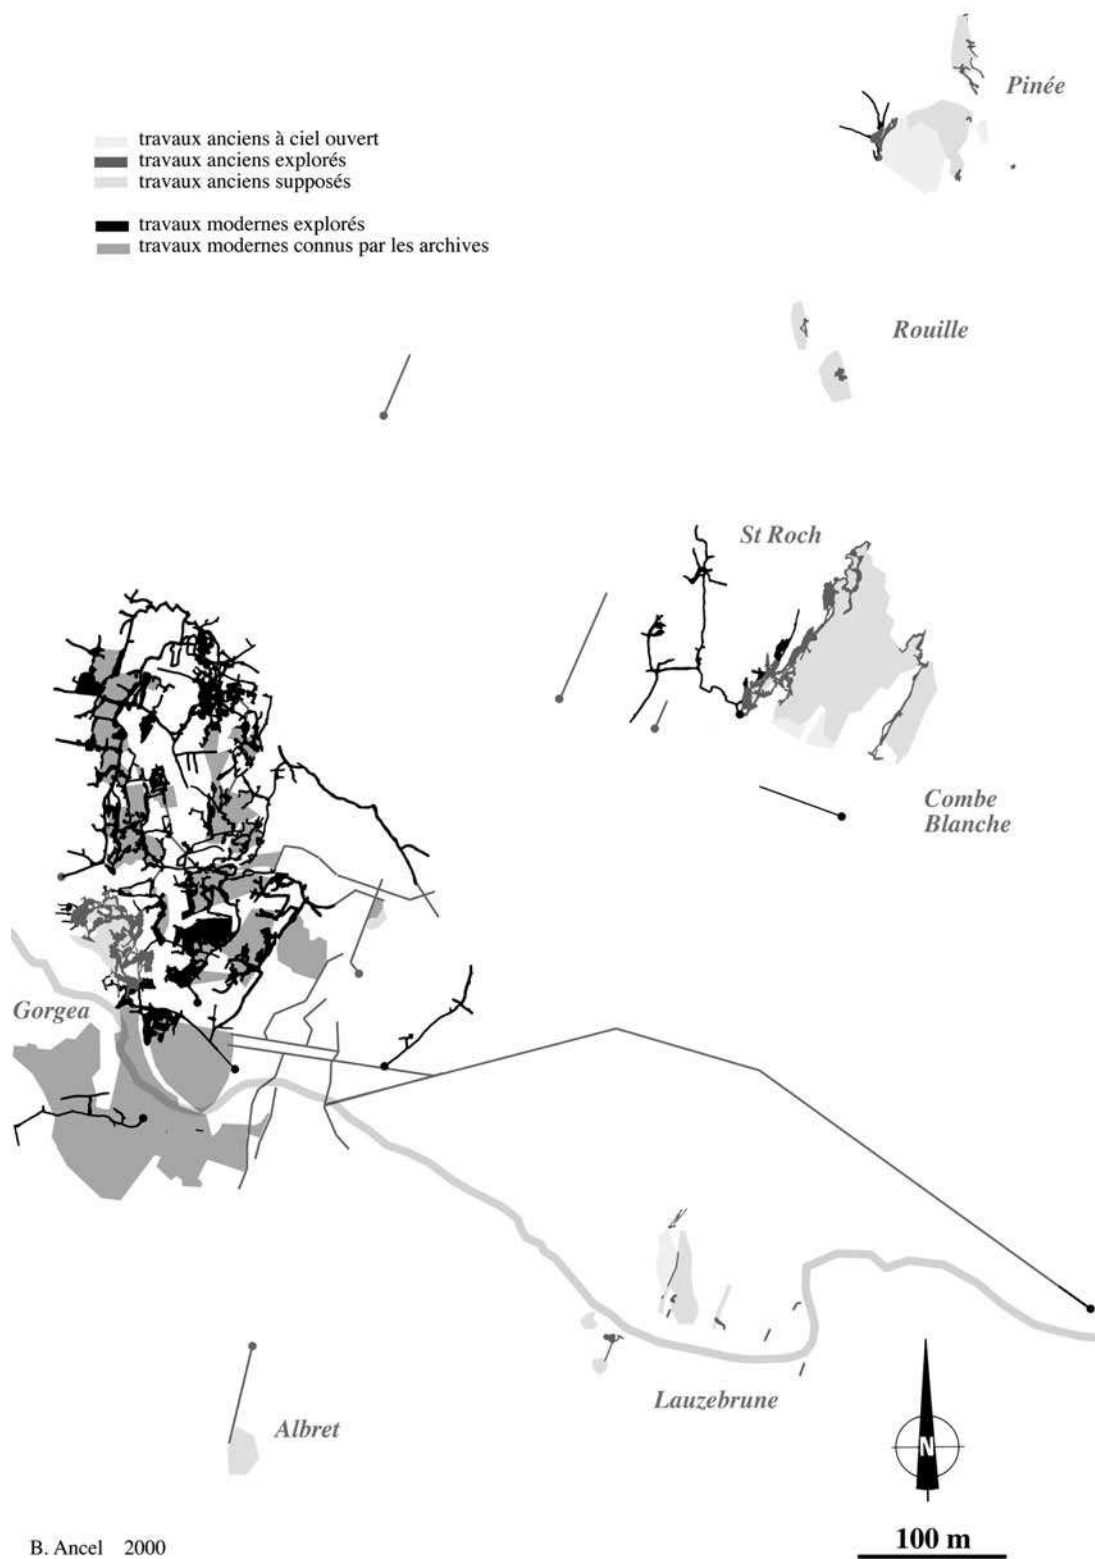 Pinée
travaux anciens à ciel ouvert
travaux anciens explorés
travaux anciens supposés
travaux modernes explorés
travaux modernes connus par les archives
Rouille
St Roch
Combe
Blanche
Gorgea
Lauzebrune
Albret
N
100 m
B. Ancel 2000